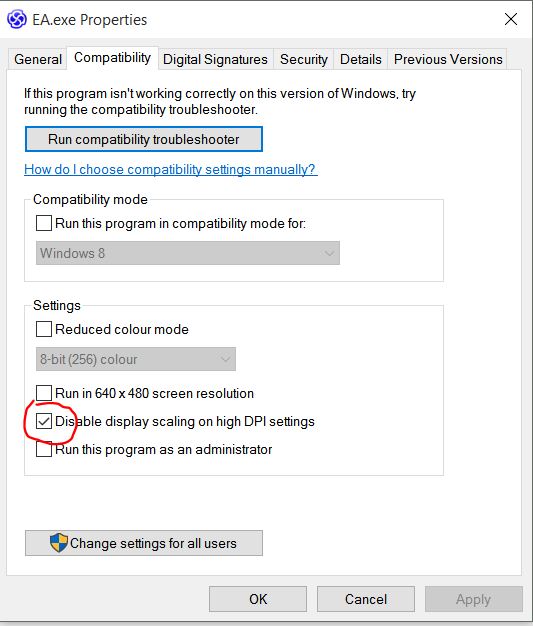 EA.exe Properties
General Compatibility Digital Signatures Security Details Previous Versions
If this program isn't working correctly on this version of Windows, try
running the compatibility troubleshooter.
Run compatibility troubleshooter
How do I choose compatibility settings manually?
Compatibility mode
Run this program in compatibility mode for:
Windows 8
Settings
Reduced colour mode
8-bit (256) colour
Run in 640 x 480 screen resolution
Disable display scaling on high DPI settings
Run this program as an administrator
Change settings for all users
OK Cancel Apply